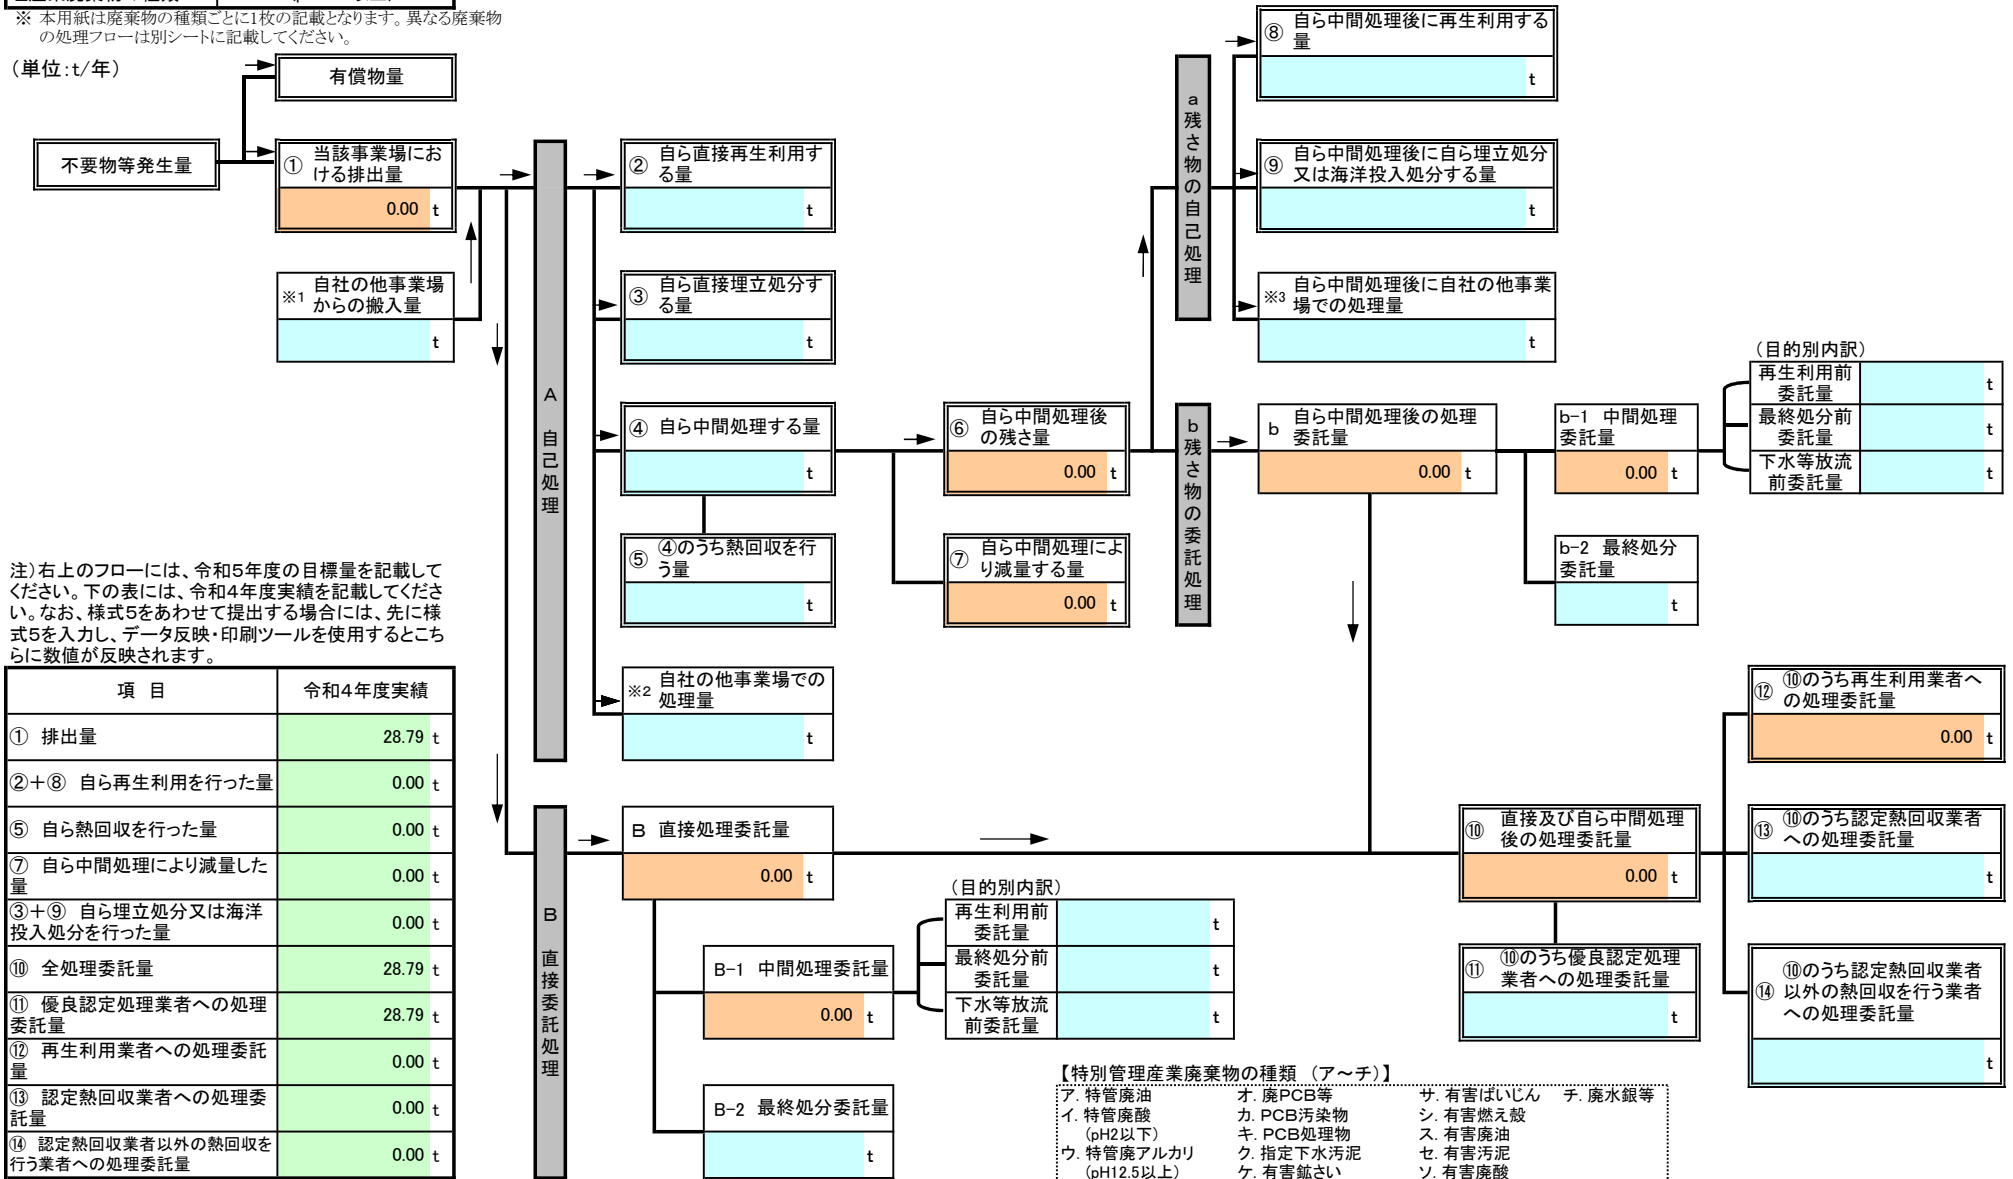 ※ 本用紙は廃棄物の種類ごとに1枚の記載となります。異なる廃棄物
の処理フローは別シートに記載してください。
（単位：t/年）
有償物量
不要物等発生量
① 当該事業場にお
ける排出量
0.00 t
※1 自社の他事業場
からの搬入量
t
A 自己処理
② 自ら直接再生利用す
る量
t
③ 自ら直接埋立処分す
る量
t
④ 自ら中間処理する量
t
⑤ ④のうち熱回収を行
う量
t
※2 自社の他事業場での
処理量
t
⑥ 自ら中間処理後
の残さ量
0.00 t
⑦ 自ら中間処理によ
り減量する量
0.00 t
a 残さ物の自己処理
⑧ 自ら中間処理後に再生利用する
量
t
⑨ 自ら中間処理後に自ら埋立処分
又は海洋投入処分する量
t
※3 自ら中間処理後に自社の他事業
場での処理量
t
b 残さ物の委託処理
b 自ら中間処理後の処理
委託量
0.00 t
b-1 中間処理
委託量
0.00 t
（目的別内訳）
再生利用前
委託量
t
最終処分前
委託量
t
下水等放流
前委託量
t
b-2 最終処分
委託量
t
注）右上のフローには、令和５年度の目標量を記載して
ください。下の表には、令和４年度実績を記載してくださ
い。なお、様式５をあわせて提出する場合には、先に様
式５を入力し、データ反映・印刷ツールを使用するとこち
らに数値が反映されます。
項 目 令和４年度実績
① 排出量 28.79 t
②＋⑧ 自ら再生利用を行った量 0.00 t
⑤ 自ら熱回収を行った量 0.00 t
⑦ 自ら中間処理により減量した
量 0.00 t
③＋⑨ 自ら埋立処分又は海洋
投入処分を行った量 0.00 t
⑩ 全処理委託量 28.79 t
⑪ 優良認定処理業者への処理
委託量 28.79 t
⑫ 再生利用業者への処理委託
量 0.00 t
⑬ 認定熱回収業者への処理委
託量 0.00 t
⑭ 認定熱回収業者以外の熱回収を
行う業者への処理委託量 0.00 t
B 直接委託処理
B 直接処理委託量
0.00 t
B-1 中間処理委託量
0.00 t
（目的別内訳）
再生利用前
委託量
t
最終処分前
委託量
t
下水等放流
前委託量
t
B-2 最終処分委託量
t
⑩ 直接及び自ら中間処理
後の処理委託量
0.00 t
⑪ ⑩のうち優良認定処理
業者への処理委託量
t
⑫ ⑩のうち再生利用業者へ
の処理委託量
0.00 t
⑬ ⑩のうち認定熱回収業者
への処理委託量
t
⑭ ⑩のうち認定熱回収業者
以外の熱回収を行う業者
への処理委託量
t
【特別管理産業廃棄物の種類 （ア～チ）】
ア. 特管廃油 オ. 廃PCB等 サ. 有害ばいじん チ. 廃水銀等
イ. 特管廃酸 カ. PCB汚染物 シ. 有害燃え殻
（pH2以下） キ. PCB処理物 ス. 有害廃油
ウ. 特管廃アルカリ ク. 指定下水汚泥 セ. 有害汚泥
（pH12.5以上） ケ. 有害鉱さい ソ. 有害廃酸